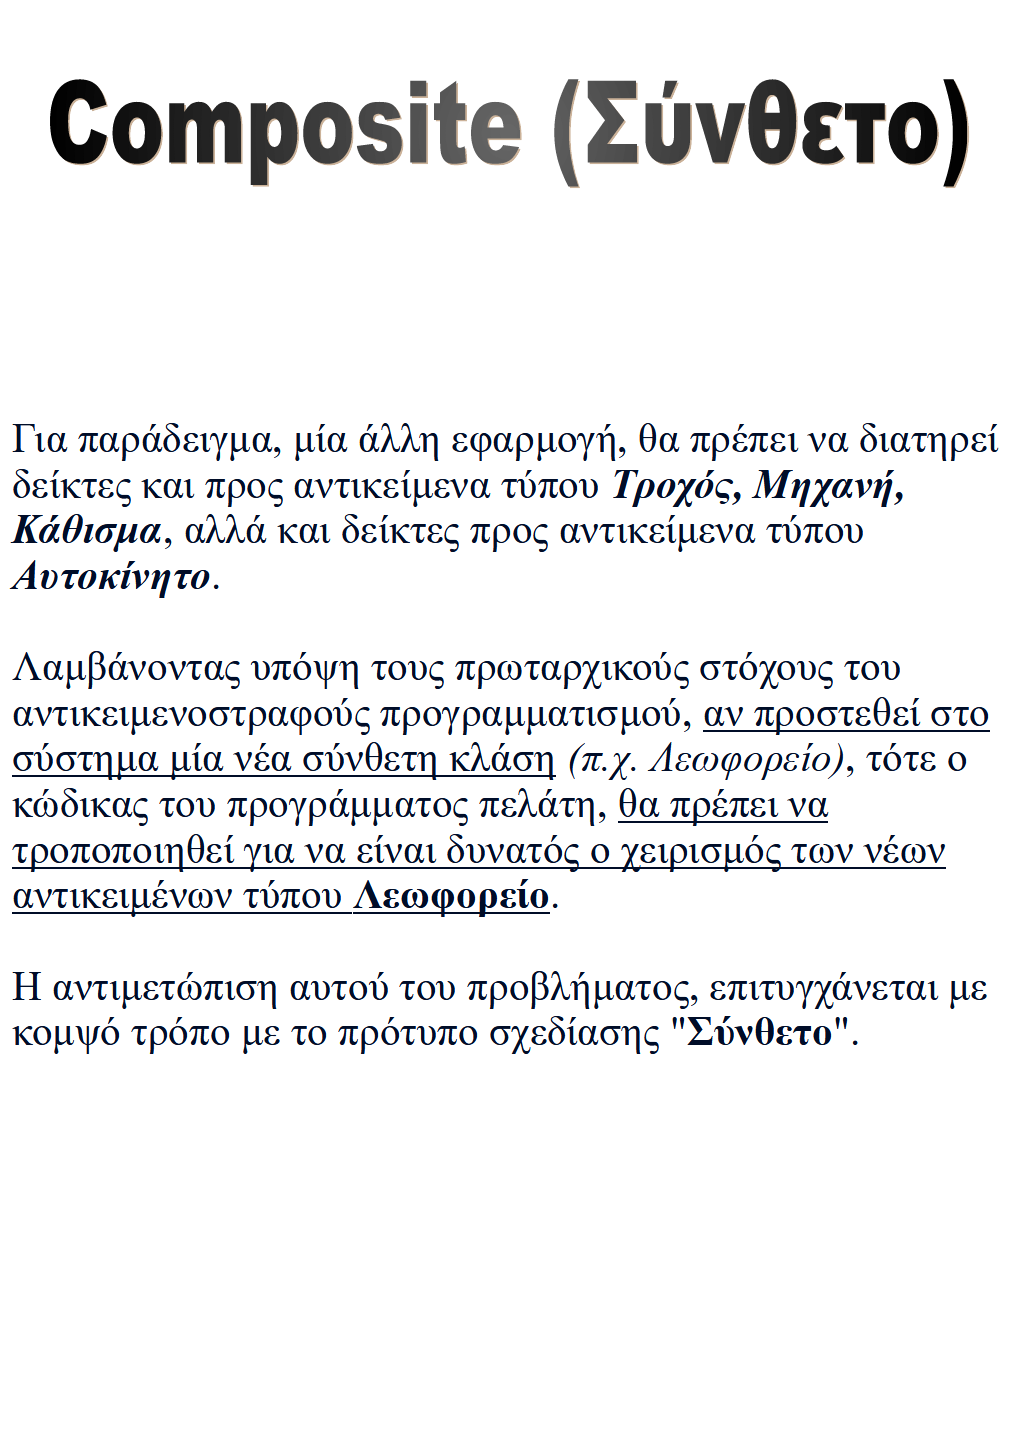 Composite (Σύνθετο)
Για παράδειγμα, μία άλλη εφαρμογή, θα πρέπει να διατηρεί
δείκτες και προς αντικείμενα τύπου Τροχός, Μηχανή,
Κάθισμα, αλλά και δείκτες προς αντικείμενα τύπου
Αυτοκίνητο.
Λαμβάνοντας υπόψη τους πρωταρχικούς στόχους του
αντικειμενοστραφούς προγραμματισμού, αν προστεθεί στο
σύστημα μία νέα σύνθετη κλάση (π.χ. Λεωφορείο), τότε ο
κώδικας του προγράμματος πελάτη, θα πρέπει να
τροποποιηθεί για να είναι δυνατός ο χειρισμός των νέων
αντικειμένων τύπου Λεωφορείο.
Η αντιμετώπιση αυτού του προβλήματος, επιτυγχάνεται με
κομψό τρόπο με το πρότυπο σχεδίασης "Σύνθετο".